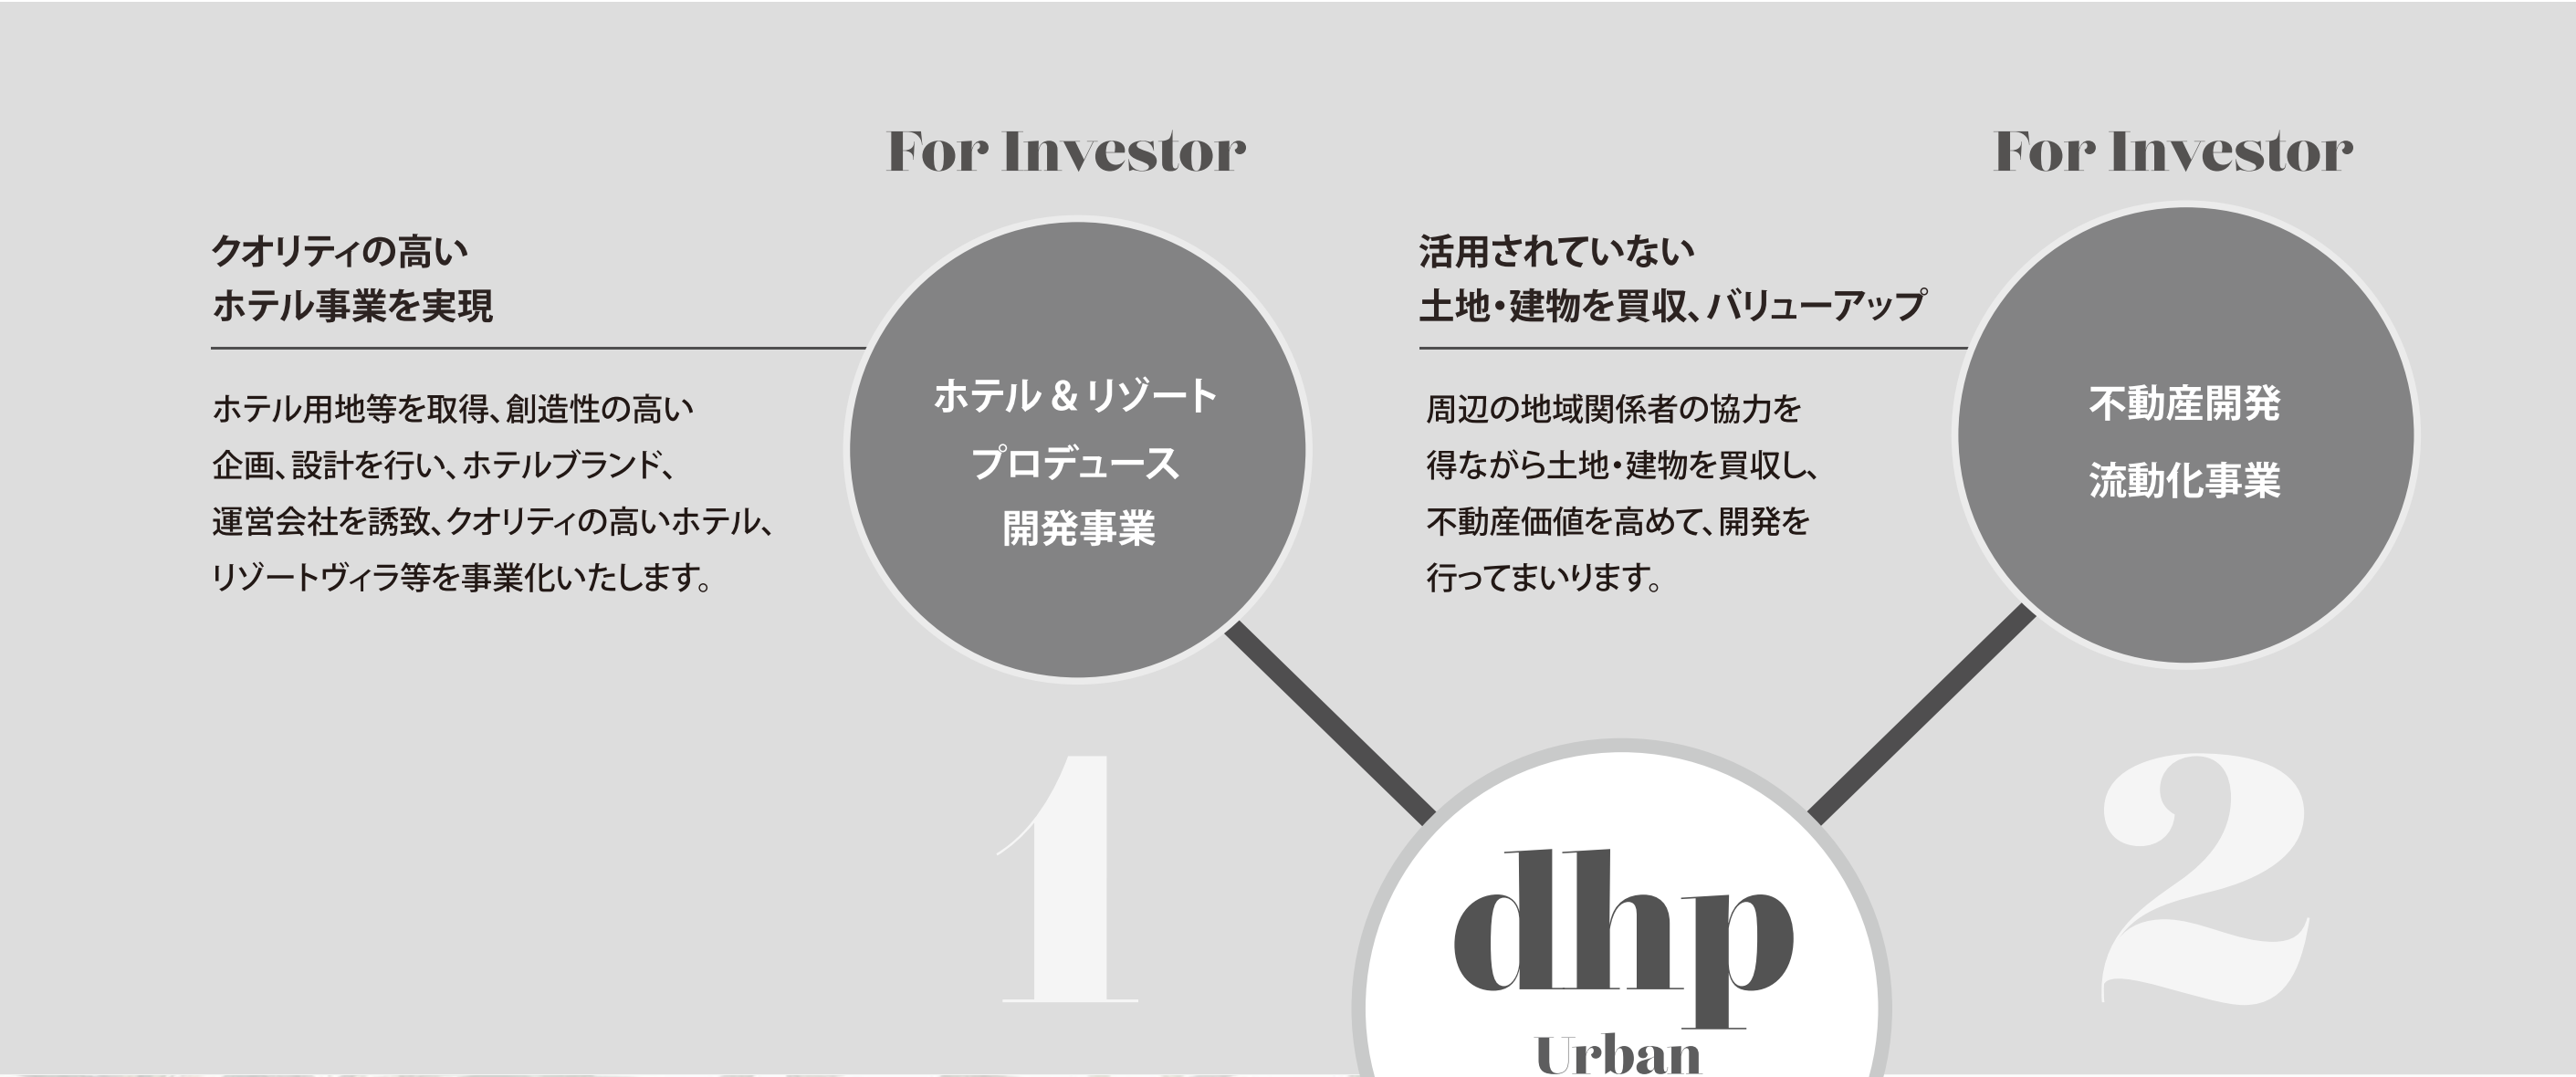 For Investor
クオリティの高い
ホテル事業を実現
ホテル用地等を取得、創造性の高い
企画、設計を行い、ホテルブランド、
運営会社を誘致、クオリティの高いホテル、
リゾートヴィラ等を事業化いたします。
ホテル & リゾート
プロデュース
開発事業
1
For Investor
活用されていない
土地・建物を買収、バリューアップ
周辺の地域関係者の協力を
得ながら土地・建物を買収し、
不動産価値を高めて、開発を
行ってまいります。
不動産開発
流動化事業
2
dhp
Urban